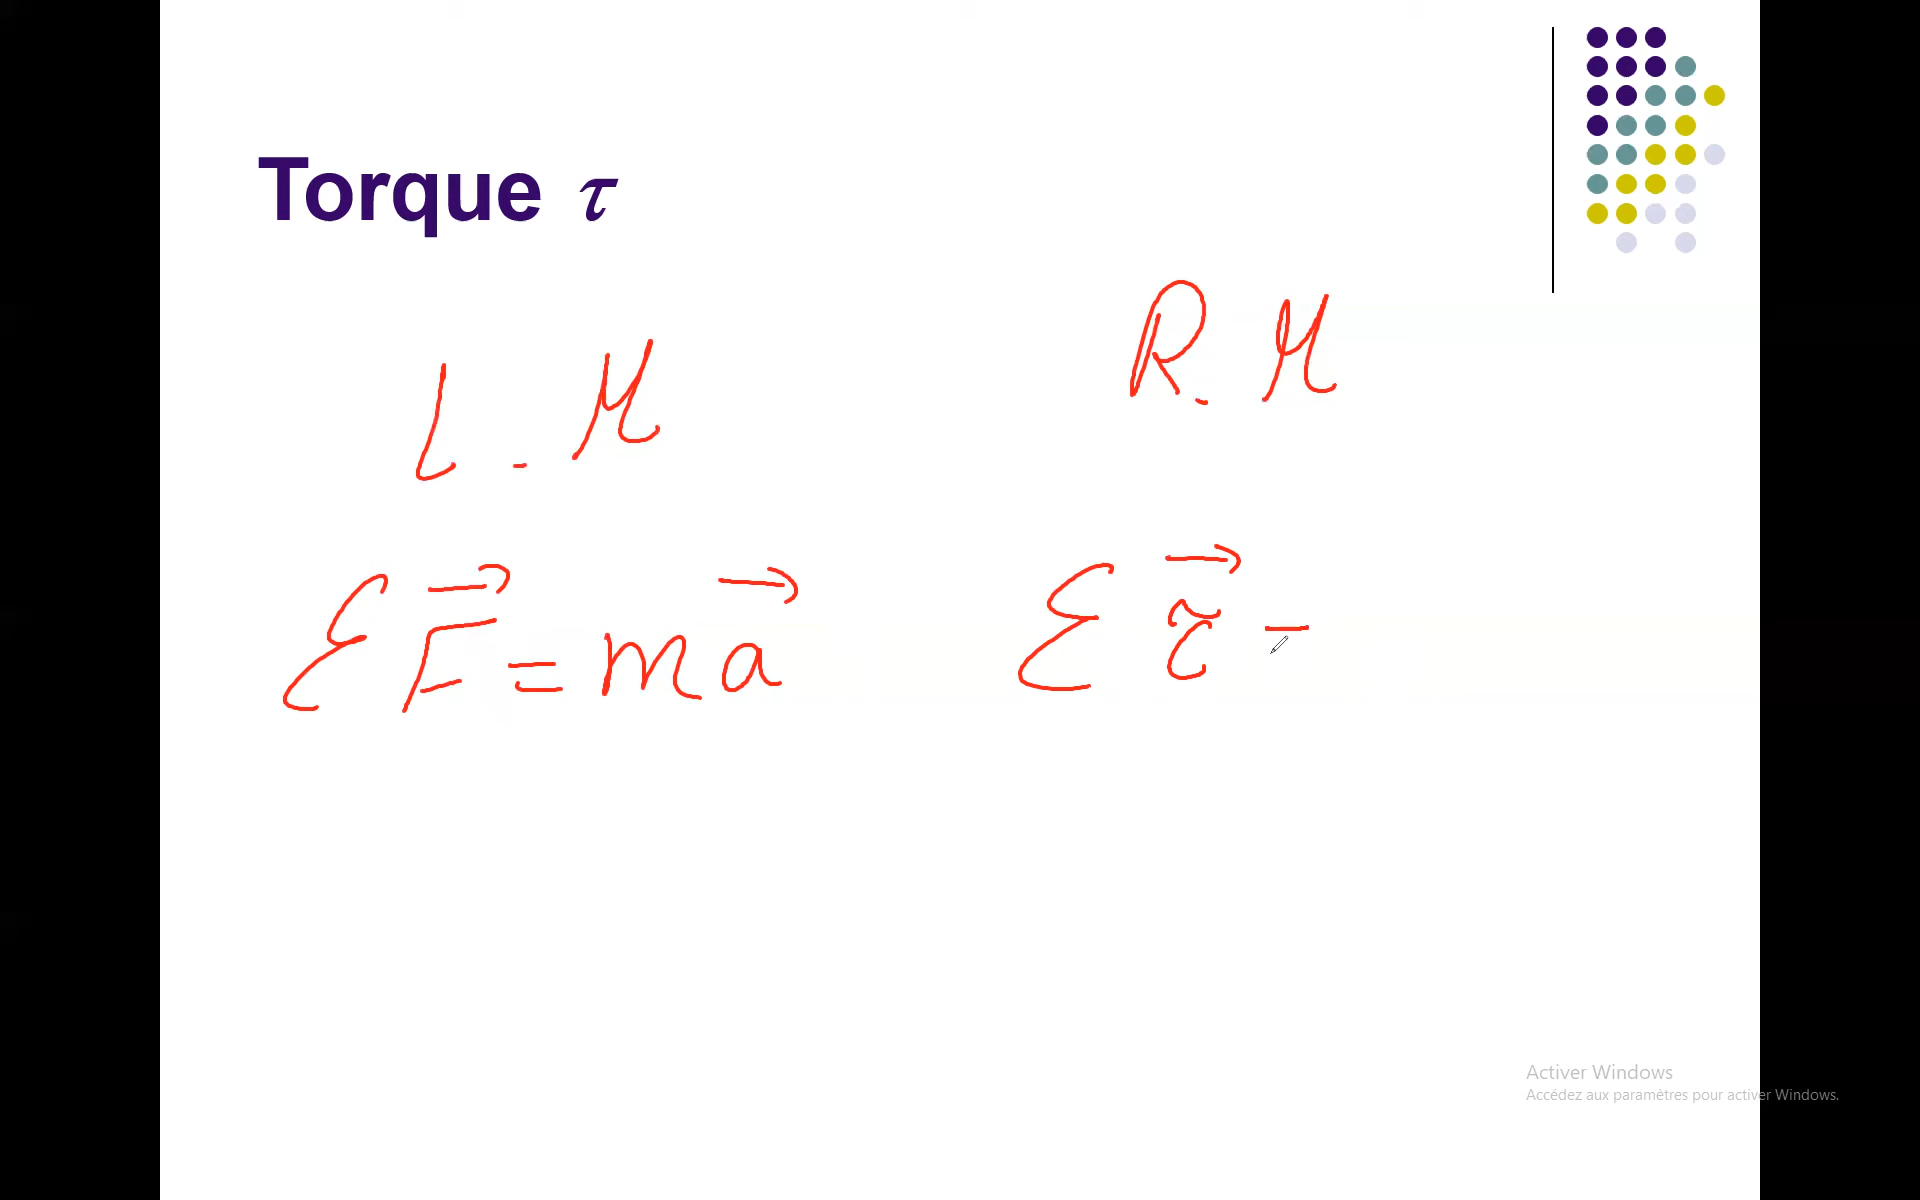 Torque τ
L . M
R. M
Σ F⃗ = m a⃗
Σ τ⃗ -
Activer Windows
Accédez aux paramètres pour activer Windows.